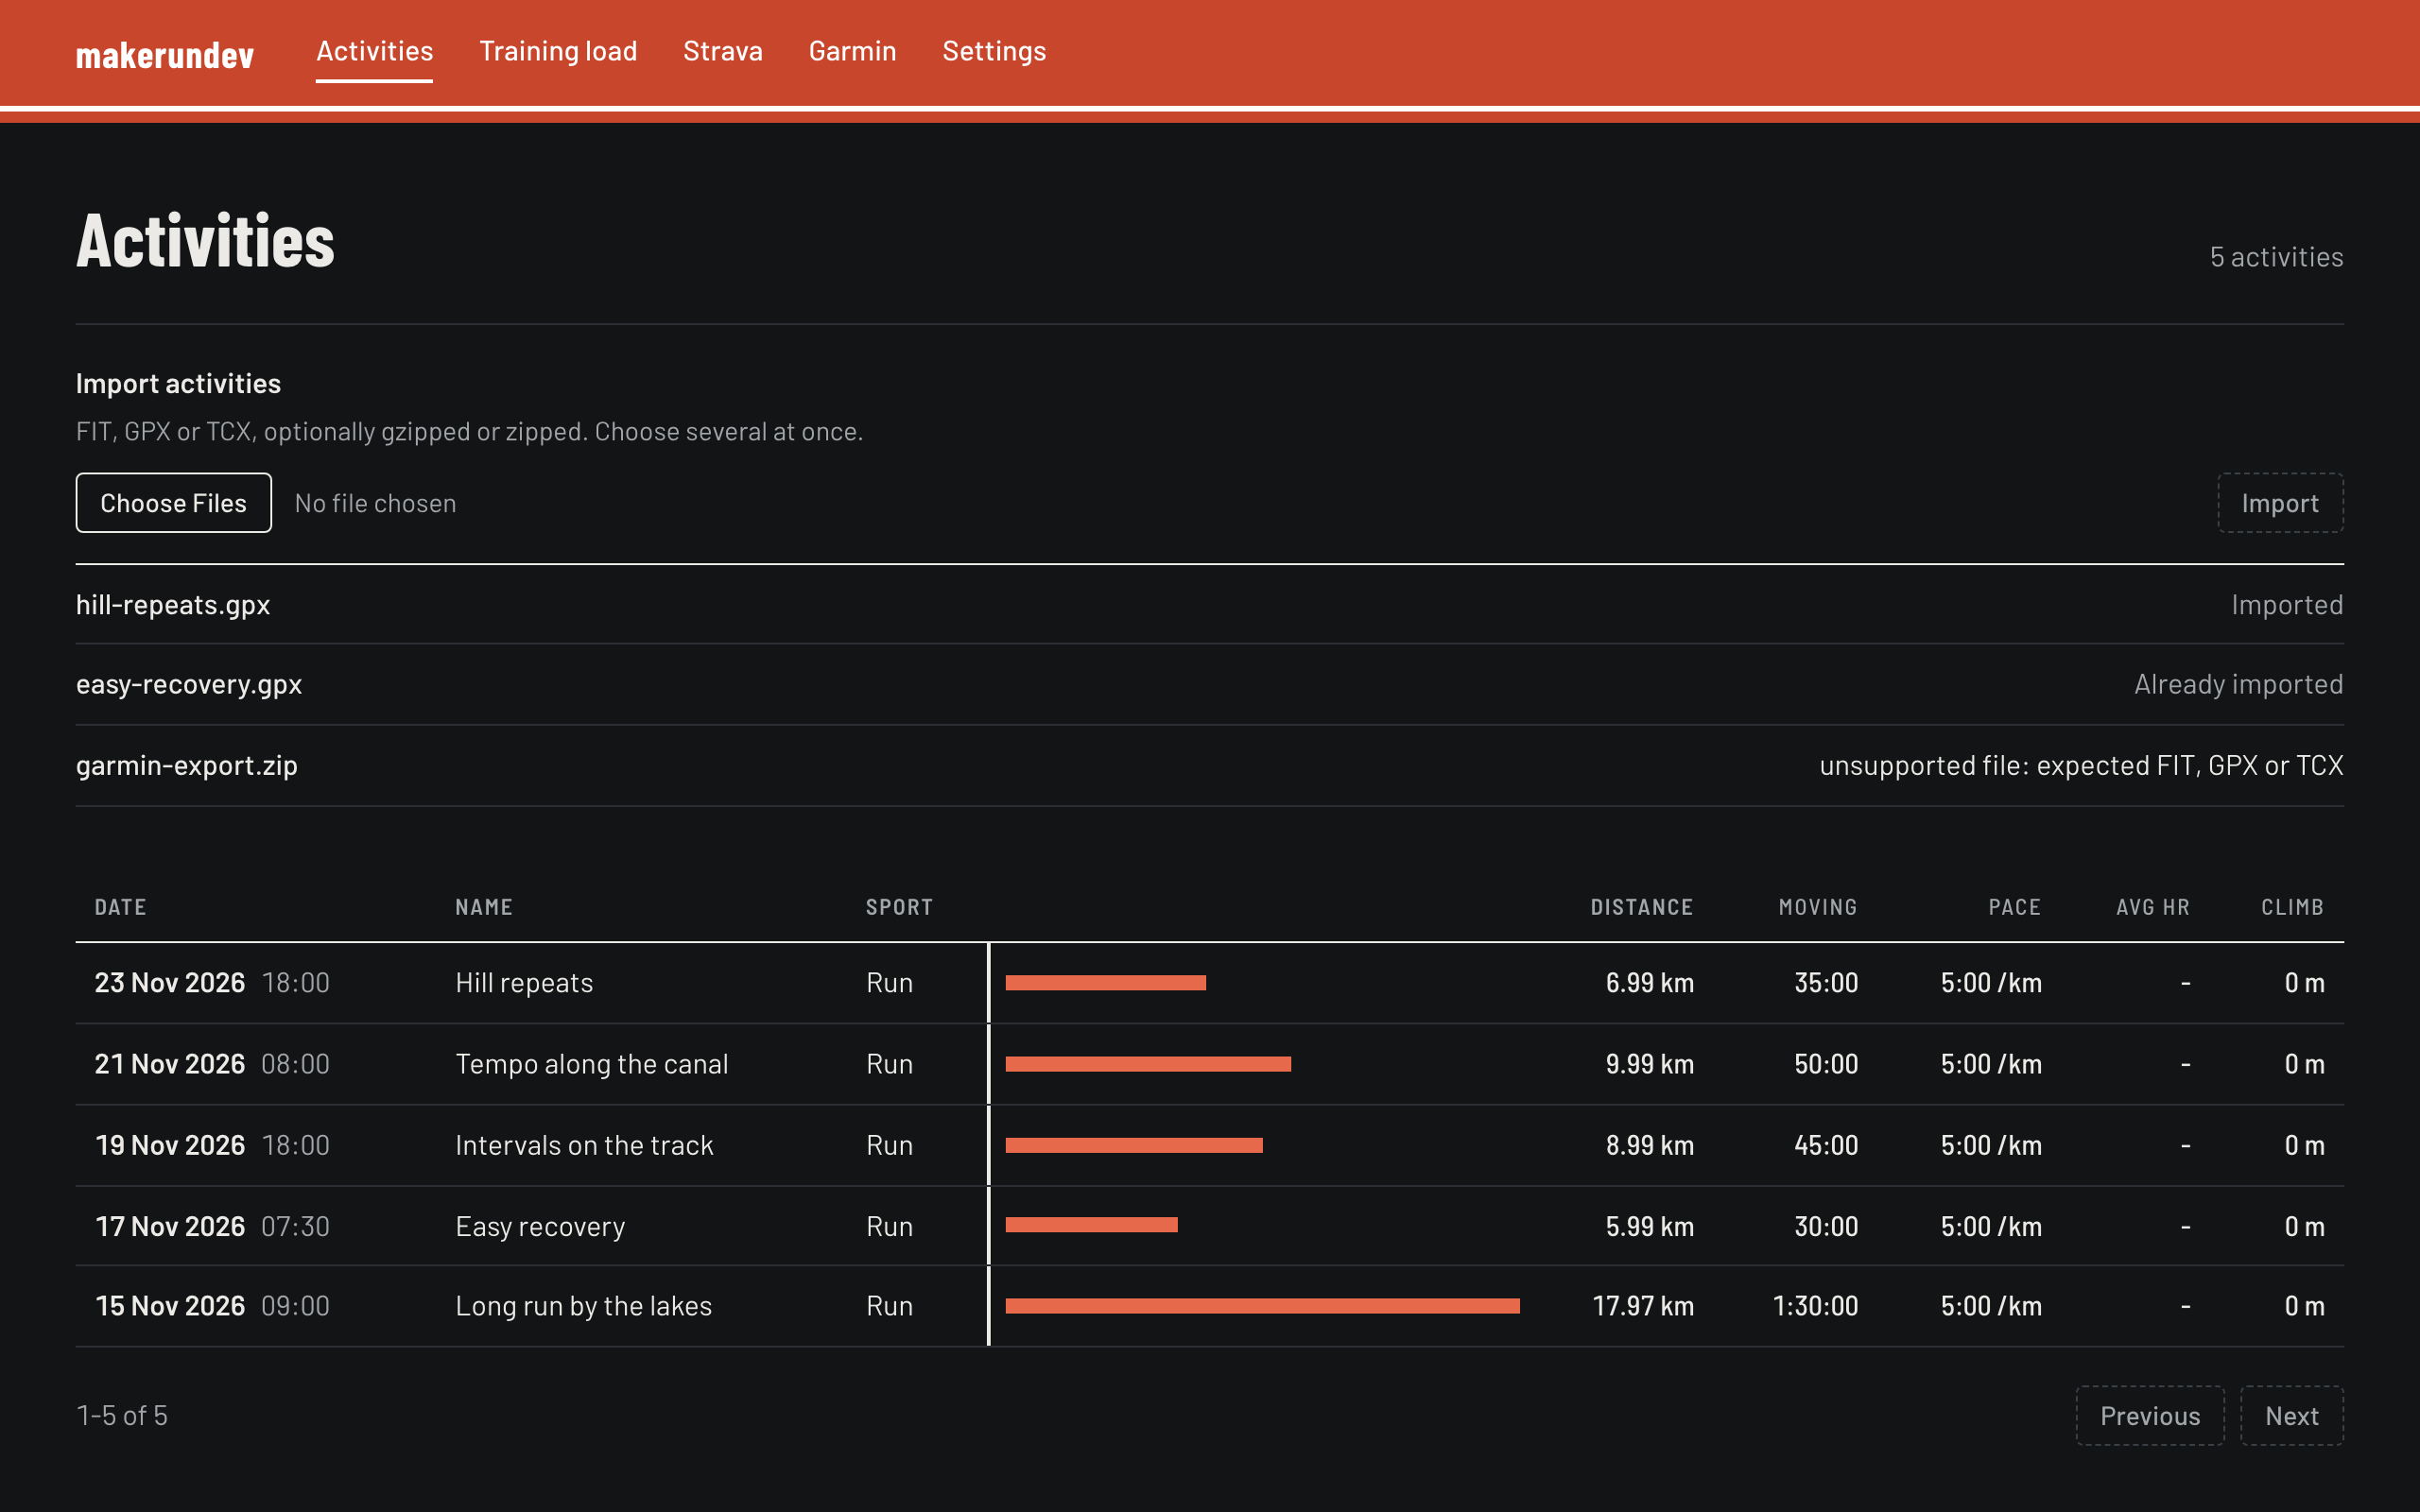 makerundev Activities Training load Strava Garmin Settings
Activities
5 activities
Import activities
FIT, GPX or TCX, optionally gzipped or zipped. Choose several at once.
Choose Files No file chosen Import
hill-repeats.gpx Imported
easy-recovery.gpx Already imported
garmin-export.zip unsupported file: expected FIT, GPX or TCX
DATE NAME SPORT DISTANCE MOVING PACE AVG HR CLIMB
23 Nov 2026 18:00 Hill repeats Run 6.99 km 35:00 5:00 /km - 0 m
21 Nov 2026 08:00 Tempo along the canal Run 9.99 km 50:00 5:00 /km - 0 m
19 Nov 2026 18:00 Intervals on the track Run 8.99 km 45:00 5:00 /km - 0 m
17 Nov 2026 07:30 Easy recovery Run 5.99 km 30:00 5:00 /km - 0 m
15 Nov 2026 09:00 Long run by the lakes Run 17.97 km 1:30:00 5:00 /km - 0 m
1-5 of 5 Previous Next